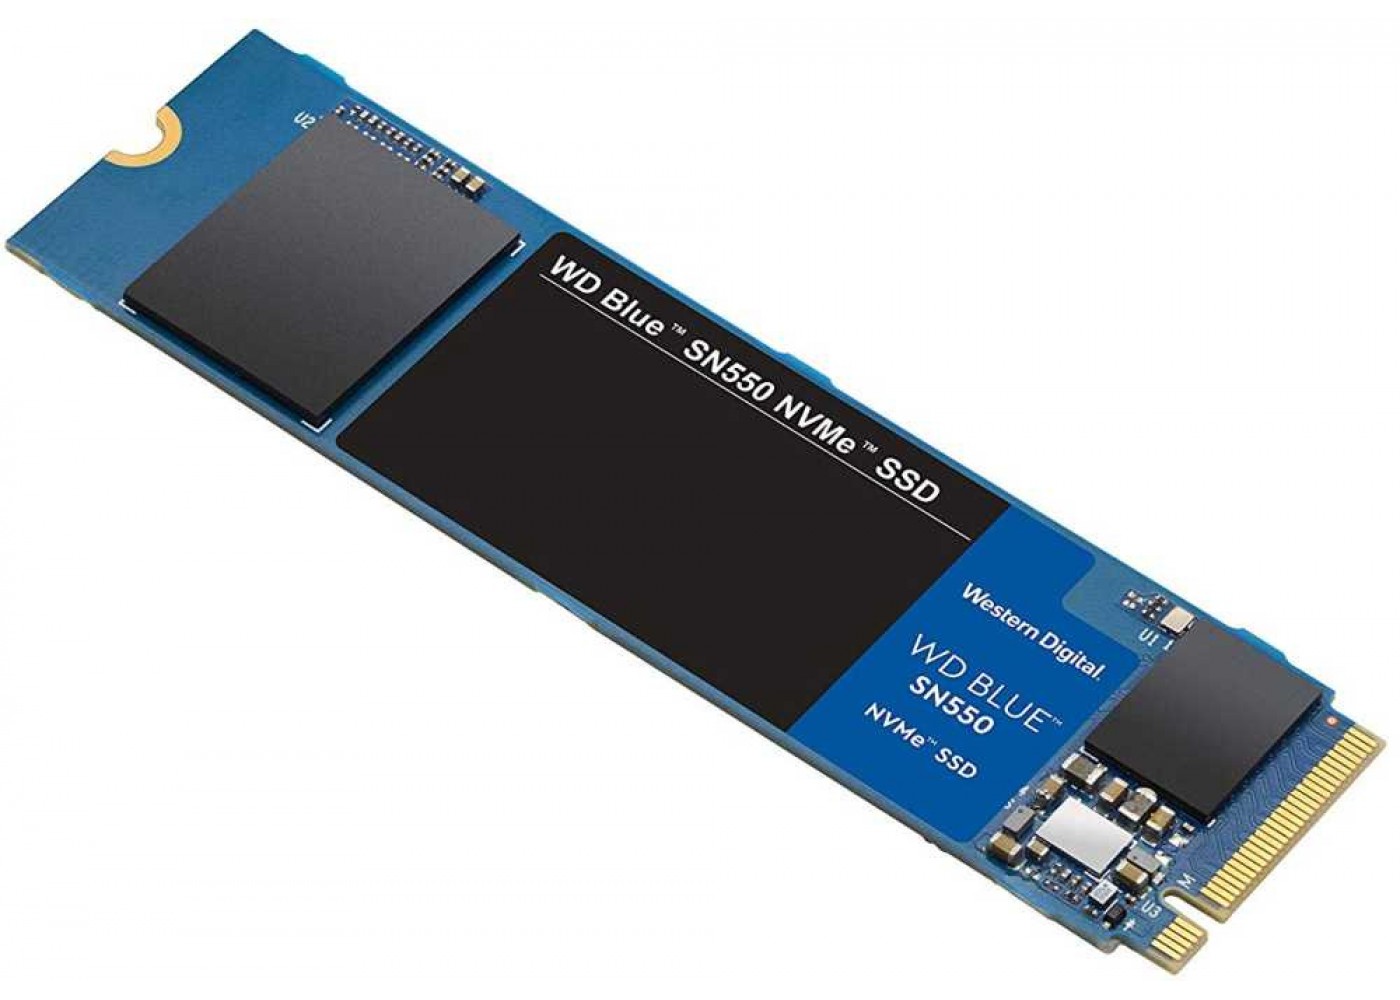 U2
WD Blue™ SN550 NVMe™ SSD
Western Digital.
WD BLUE™
SN550
NVMe™ SSD
U1
M
U3